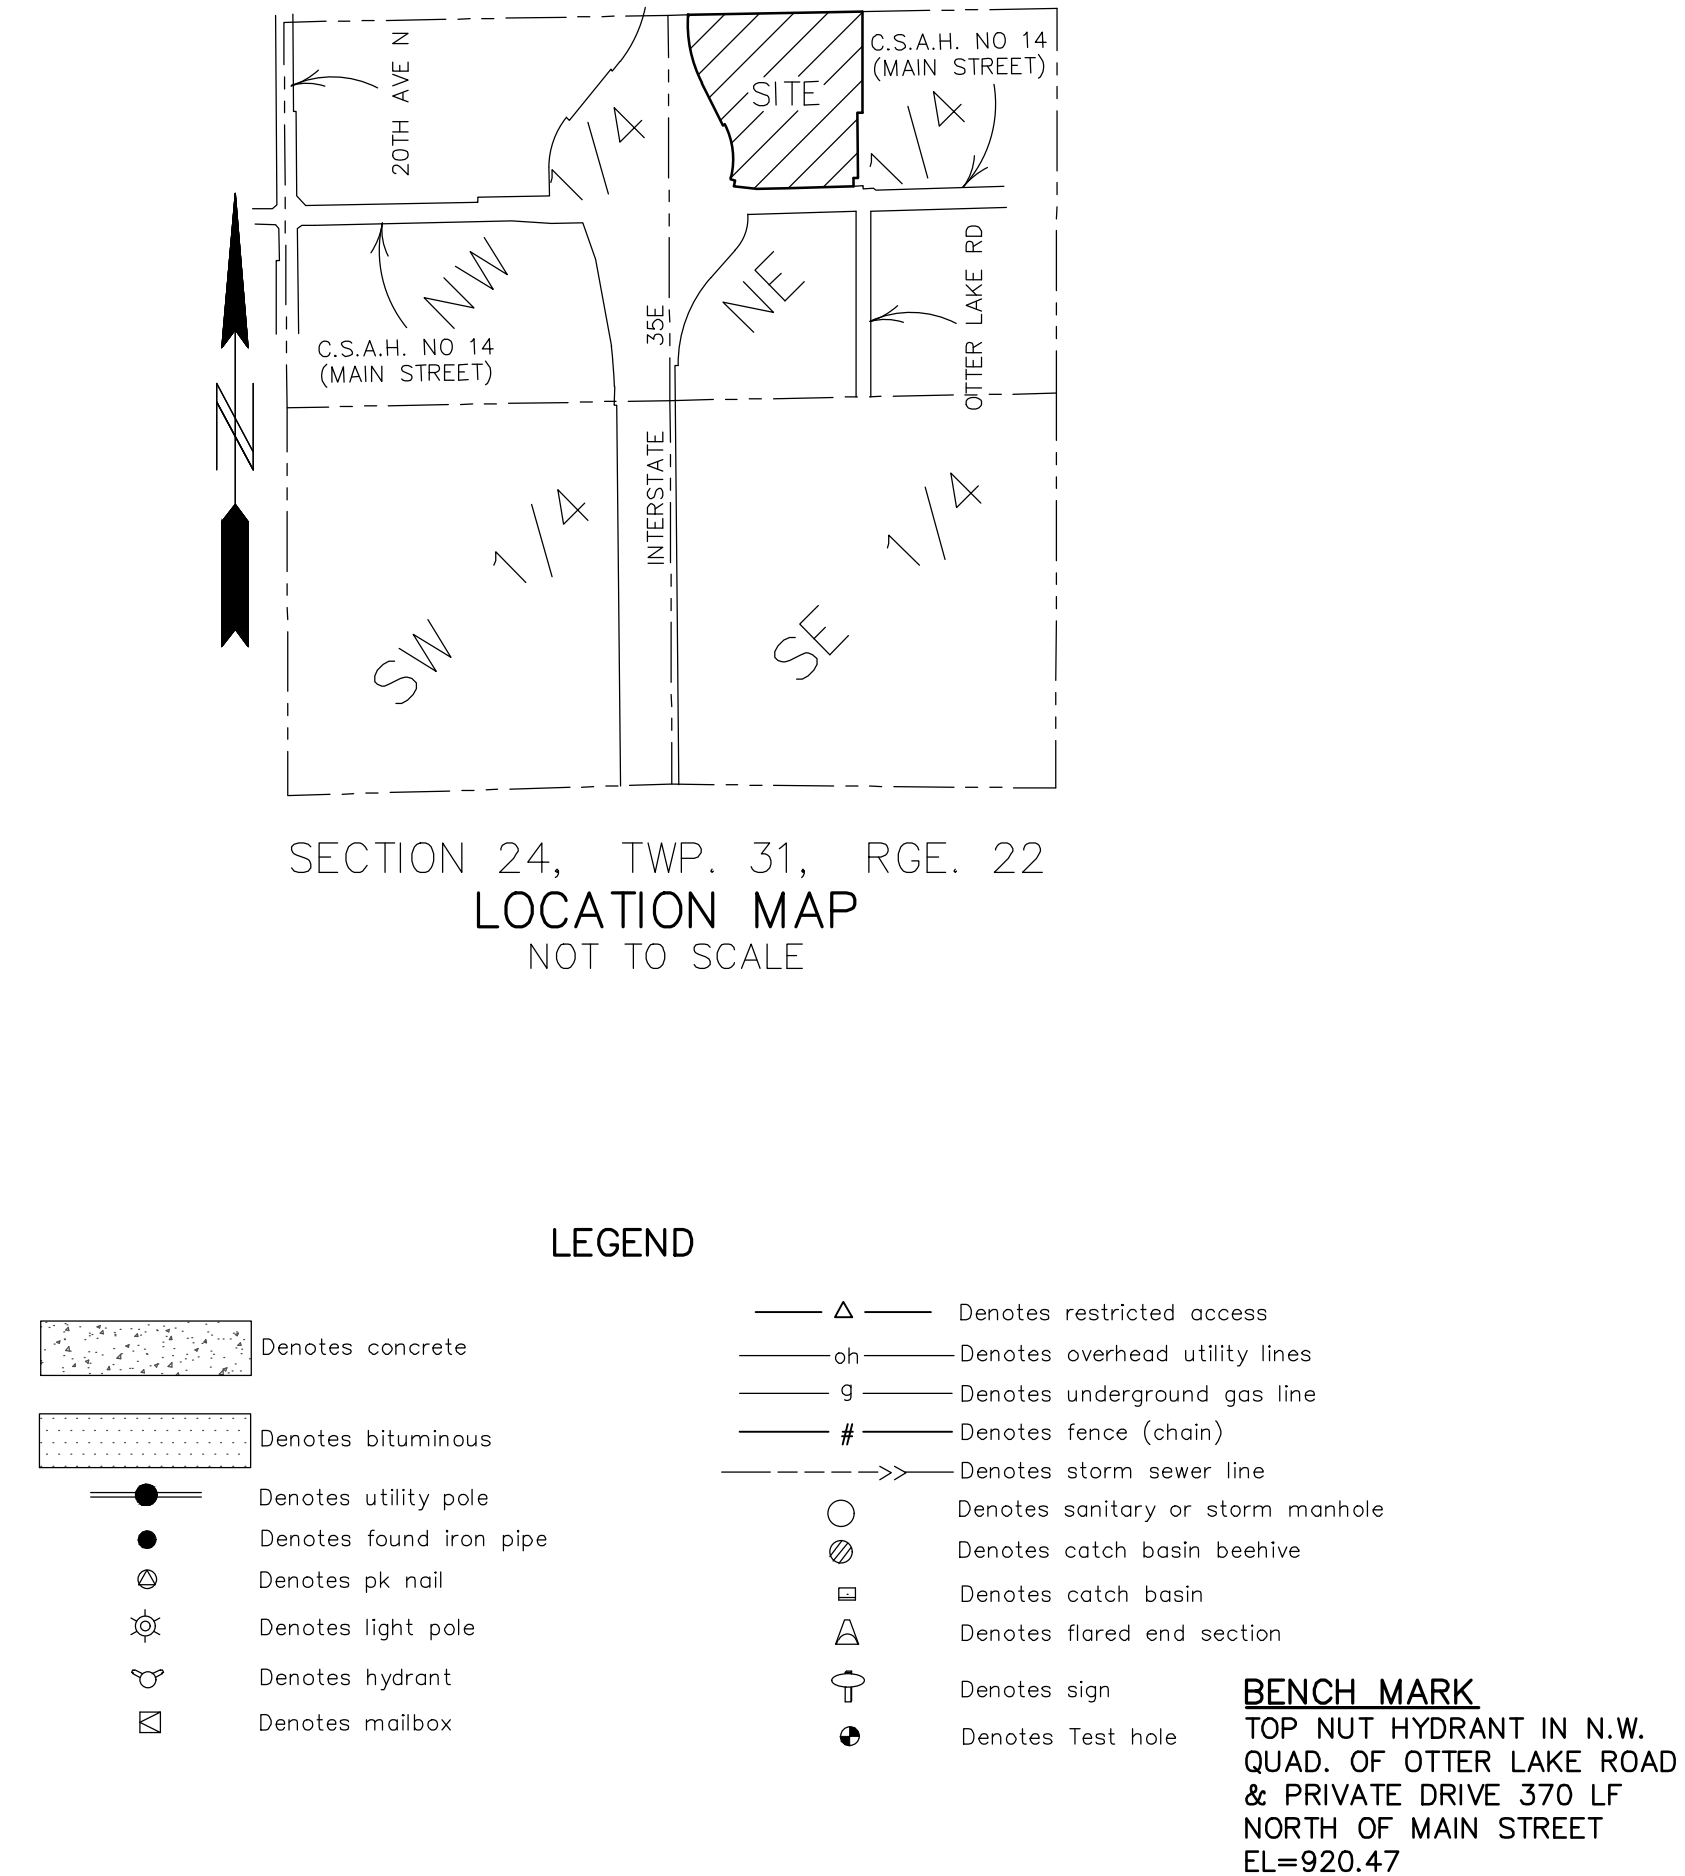 C.S.A.H. NO 14
(MAIN STREET)
20TH AVE N
SITE
NW 1/4
NE 1/4
C.S.A.H. NO 14
(MAIN STREET)
OTTER LAKE RD
INTERSTATE 35E
N
SW 1/4
SE 1/4
SECTION 24, TWP. 31, RGE. 22
LOCATION MAP
NOT TO SCALE
LEGEND
Denotes concrete
Denotes bituminous
Denotes utility pole
Denotes found iron pipe
Denotes pk nail
Denotes light pole
Denotes hydrant
Denotes mailbox
Denotes restricted access
oh Denotes overhead utility lines
g Denotes underground gas line
# Denotes fence (chain)
>> Denotes storm sewer line
Denotes sanitary or storm manhole
Denotes catch basin beehive
Denotes catch basin
Denotes flared end section
Denotes sign
Denotes Test hole
BENCH MARK
TOP NUT HYDRANT IN N.W.
QUAD. OF OTTER LAKE ROAD
& PRIVATE DRIVE 370 LF
NORTH OF MAIN STREET
EL=920.47